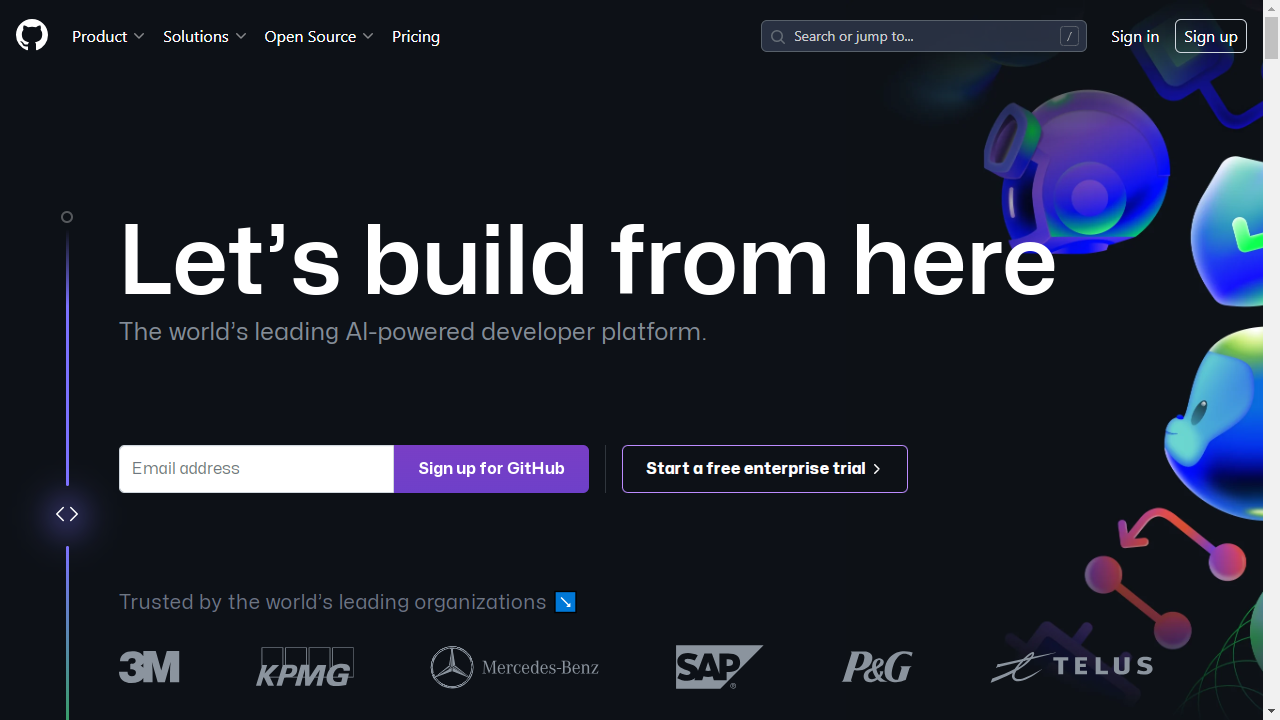 Product
Solutions
Open Source
Pricing
Search or jump to...
/
Sign in
Sign up
Let’s build from here
The world’s leading AI-powered developer platform.
Email address
Sign up for GitHub
Start a free enterprise trial
Trusted by the world’s leading organizations
3M
KPMG
Mercedes-Benz
SAP
®
P&G
TELUS